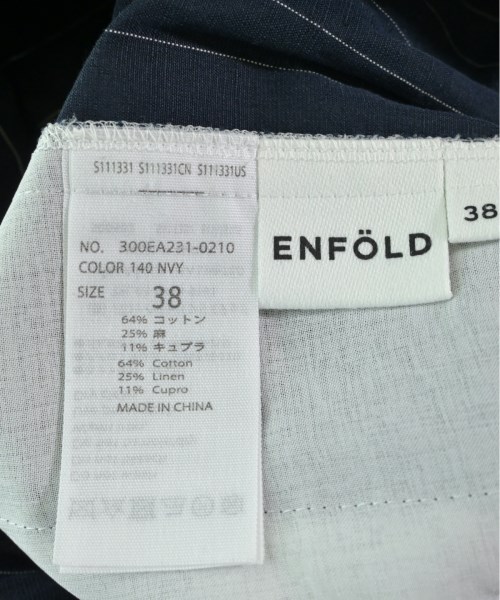 S111331 S111331CN S111331US
NO. 300EA231-0210
COLOR 140 NVY
SIZE 38
64% コットン
25% 麻
11% キュプラ
64% Cotton
25% Linen
11% Cupro
MADE IN CHINA
ENFÖLD
38